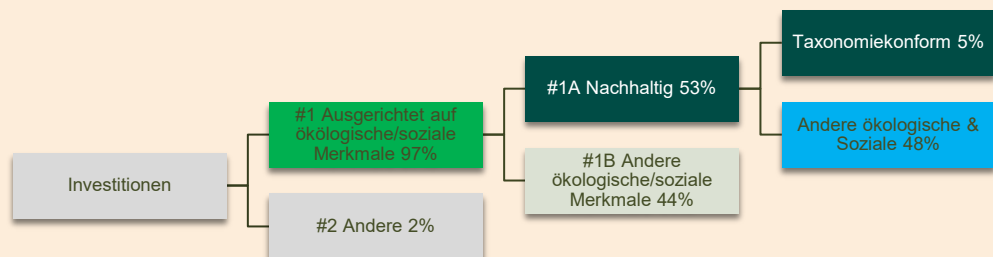 Investitionen
#1 Ausgerichtet auf
ökölogische/soziale
Merkmale 97%
#2 Andere 2%
#1A Nachhaltig 53%
#1B Andere
ökologische/soziale
Merkmale 44%
Taxonomiekonform 5%
Andere ökologische &
Soziale 48%